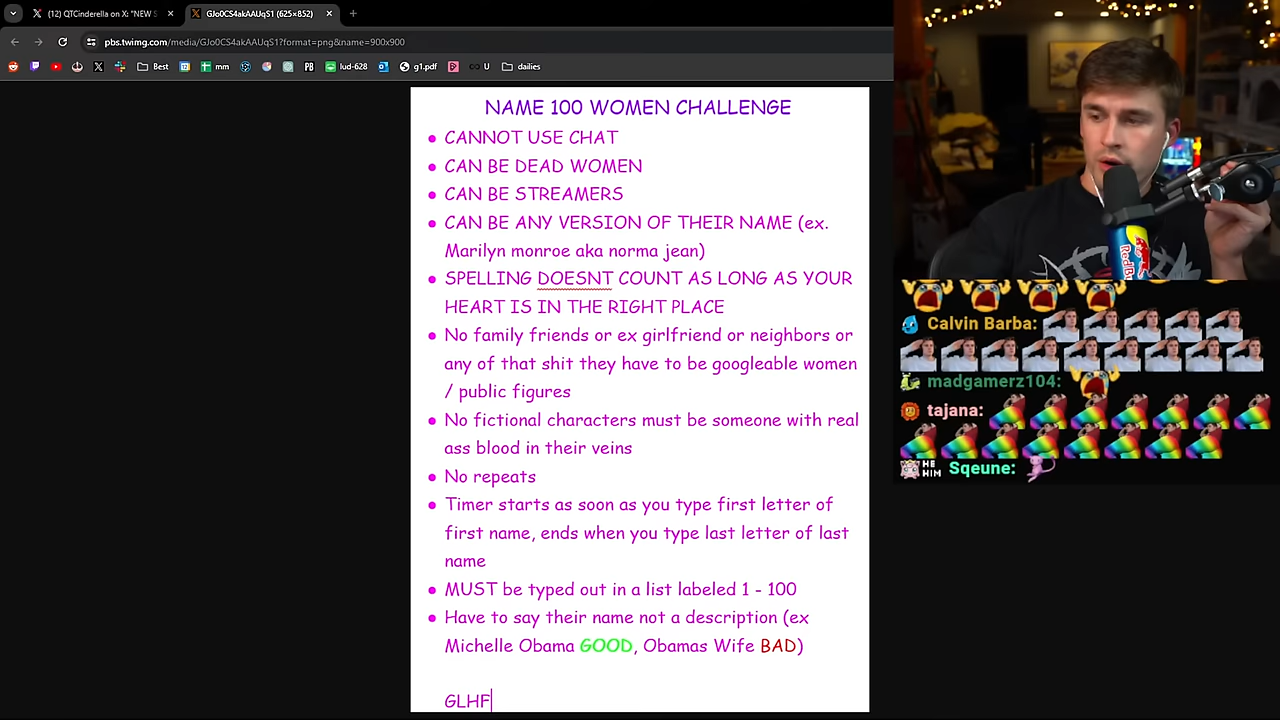 (12) QTCinderella on X: "NEW S
GJo0CS4akAAUqS1 (625×852)
pbs.twimg.com/media/GJo0CS4akAAUqS1?format=png&name=900x900
Best
mm
PB
lud-628
g1.pdf
U
dailies
NAME 100 WOMEN CHALLENGE
CANNOT USE CHAT
CAN BE DEAD WOMEN
CAN BE STREAMERS
CAN BE ANY VERSION OF THEIR NAME (ex.
Marilyn monroe aka norma jean)
SPELLING DOESNT COUNT AS LONG AS YOUR
HEART IS IN THE RIGHT PLACE
No family friends or ex girlfriend or neighbors or
any of that shit they have to be googleable women
/ public figures
No fictional characters must be someone with real
ass blood in their veins
No repeats
Timer starts as soon as you type first letter of
first name, ends when you type last letter of last
name
MUST be typed out in a list labeled 1 - 100
Have to say their name not a description (ex
Michelle Obama GOOD, Obamas Wife BAD)
GLHF
RedBu
Calvin Barba:
madgamerz104:
tajana:
HE HIM Sqeune: